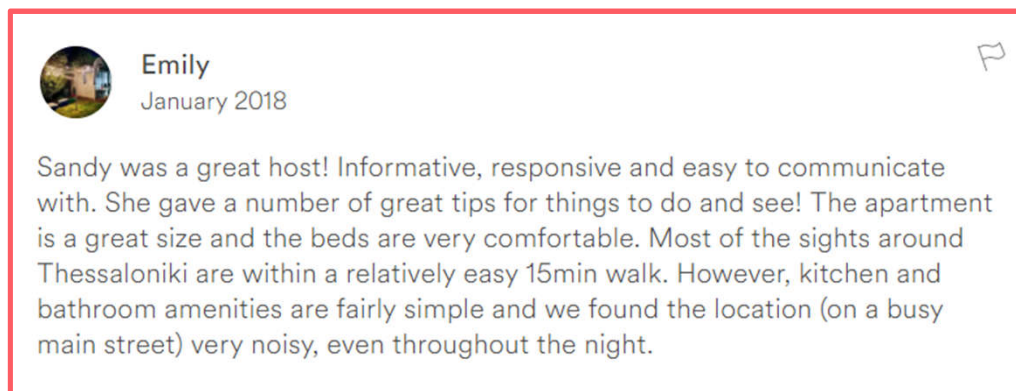 Emily
January 2018
Sandy was a great host! Informative, responsive and easy to communicate
with. She gave a number of great tips for things to do and see! The apartment
is a great size and the beds are very comfortable. Most of the sights around
Thessaloniki are within a relatively easy 15min walk. However, kitchen and
bathroom amenities are fairly simple and we found the location (on a busy
main street) very noisy, even throughout the night.